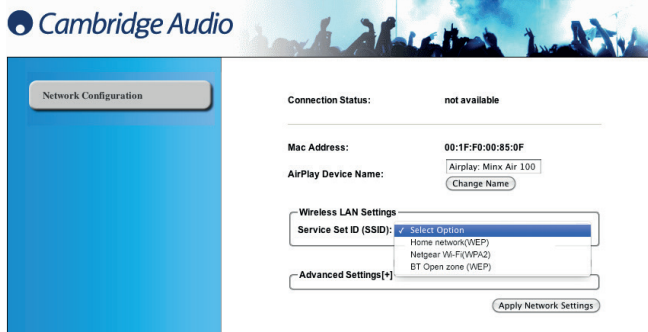 Cambridge Audio
Network Configuration
Connection Status: not available
Mac Address: 00:1F:F0:00:85:0F
AirPlay Device Name: Airplay: Minx Air 100
Change Name
Wireless LAN Settings
Service Set ID (SSID): ✓ Select Option
Home network(WEP)
Netgear Wi-Fi(WPA2)
BT Open zone (WEP)
Advanced Settings[+]
Apply Network Settings